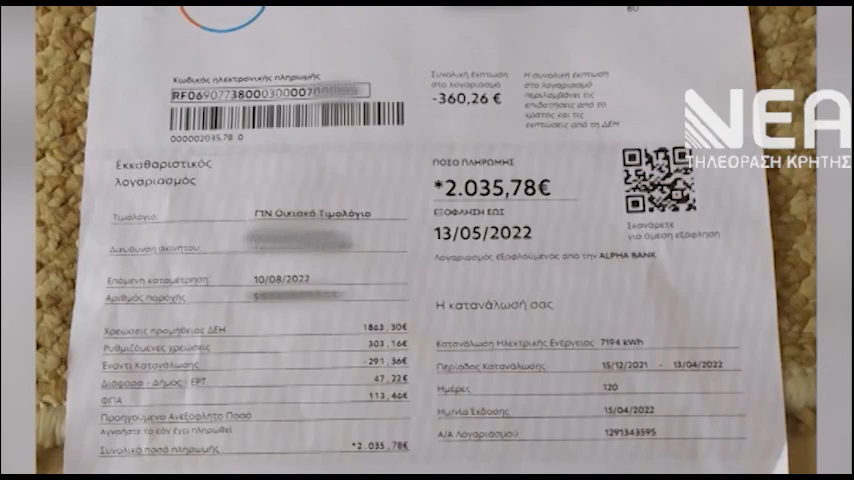 Κωδικός ηλεκτρονικής πληρωμής
RF06907738000300007
000002035,78 0
Συνολική έκπτωση
στο λογαριασμό
-360,26 €
Η συνολική έκπτωση
στο λογαριασμό
περιλαμβάνει τις
επιδοτήσεις από το
κράτος και τις
εκπτώσεις από τη ΔΕΗ
ΝΕΑ
ΤΗΛΕΟΡΑΣΗ ΚΡΗΤΗΣ
Εκκαθαριστικός
λογαριασμός
ΠΟΣΟ ΠΛΗΡΩΜΗΣ
*2.035,78€
ΕΞΟΦΛΗΣΗ ΕΩΣ
13/05/2022
Σκανάρετε
για άμεση εξόφληση
Λογαριασμός εξοφλούμενος από την ALPHA BANK
Τιμολόγιο: Γ1Ν Οικιακό Τιμολόγιο
Διεύθυνση ακινήτου:
Επόμενη καταμέτρηση: 10/08/2022
Αριθμός παροχής
Χρεώσεις προμήθειας ΔΕΗ 1863,30€
Ρυθμιζόμενες χρεώσεις 303,16€
Έναντι Κατανάλωσης -291,36€
Διάφορα - Δήμος - ΕΡΤ 47,22€
ΦΠΑ 113,46€
Προηγούμενο Ανεξόφλητο Ποσό
Αγνοήστε το εάν έχει πληρωθεί
Συνολικό ποσό πληρωμής *2.035,78€
Η κατανάλωσή σας
Κατανάλωση Ηλεκτρικής Ενέργειας 7194 kWh
Περίοδος Κατανάλωσης 15/12/2021 - 13/04/2022
Ημέρες 120
Ημ/νία Έκδοσης 15/04/2022
Α/Α Λογαριασμού 1291343595